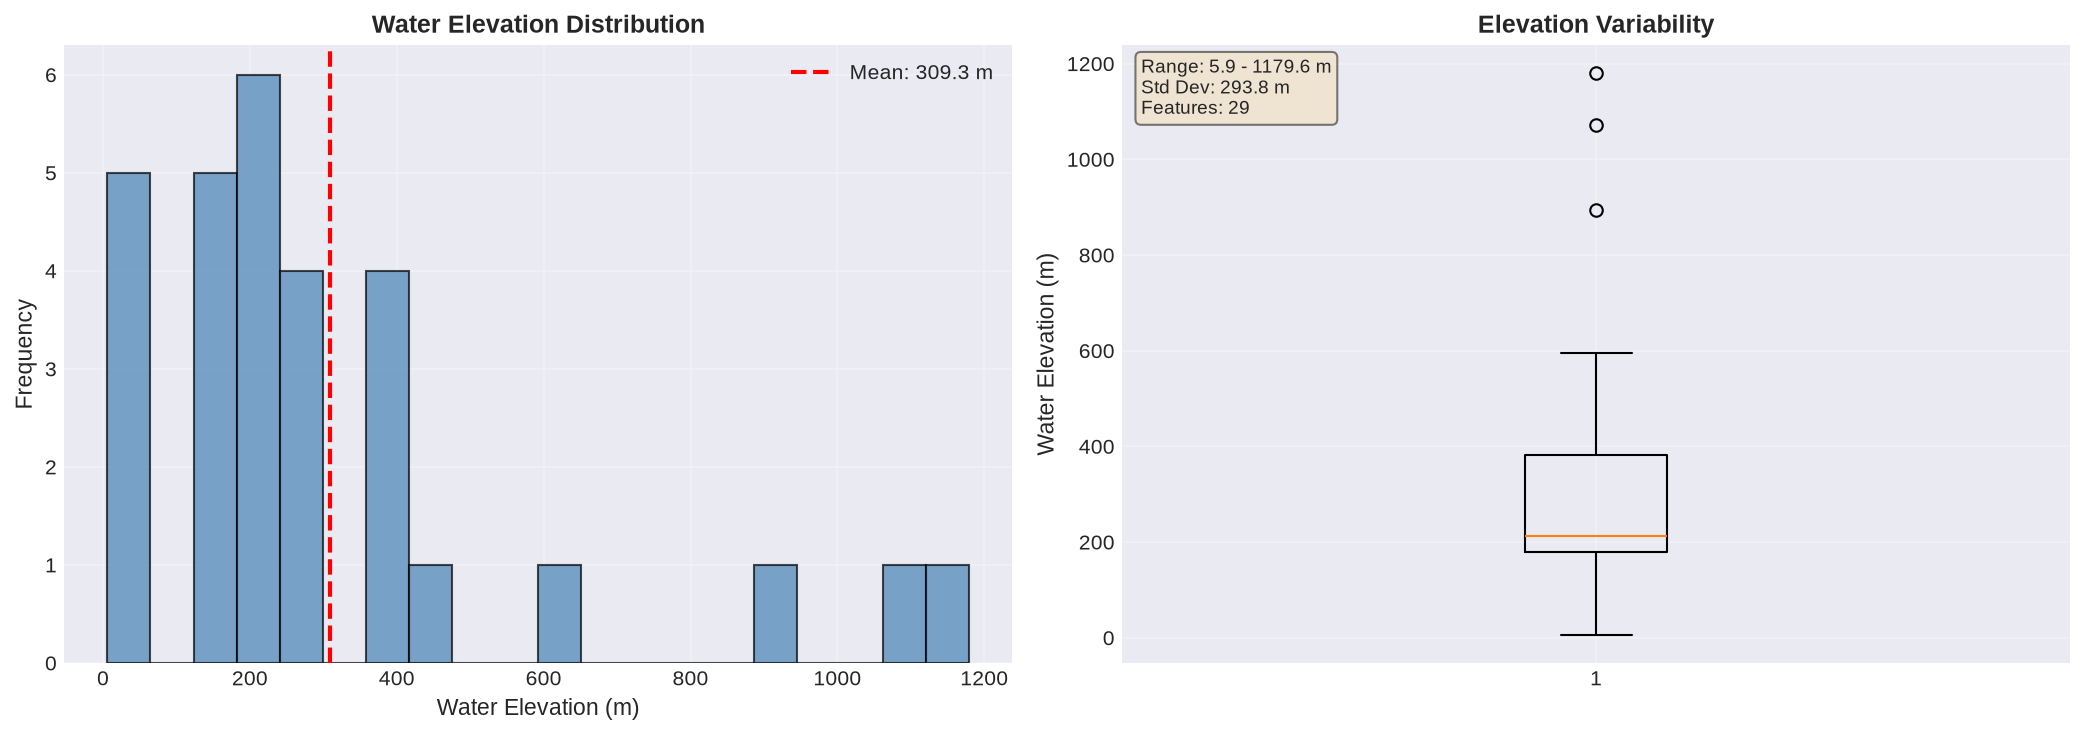 Water Elevation Distribution
6
5
4
3
2
1
0
Frequency
Mean: 309.3 m
0 200 400 600 800 1000 1200
Water Elevation (m)
Elevation Variability
1200
1000
800
600
400
200
0
Water Elevation (m)
Range: 5.9 - 1179.6 m
Std Dev: 293.8 m
Features: 29
1